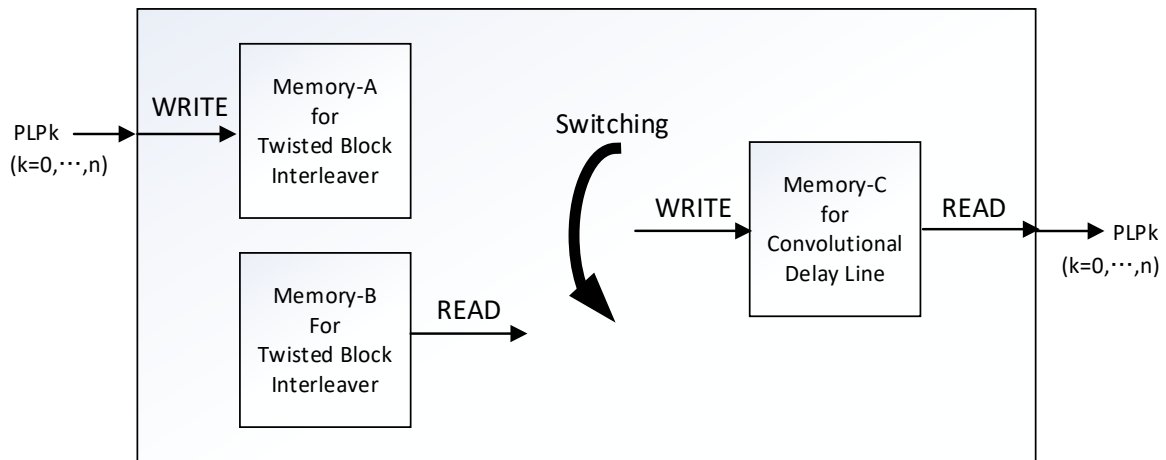 PLPk
(k=0,⋯,n)
WRITE
Memory-A
for
Twisted Block
Interleaver
Memory-B
For
Twisted Block
Interleaver
READ
Switching
WRITE
Memory-C
for
Convolutional
Delay Line
READ
PLPk
(k=0,⋯,n)